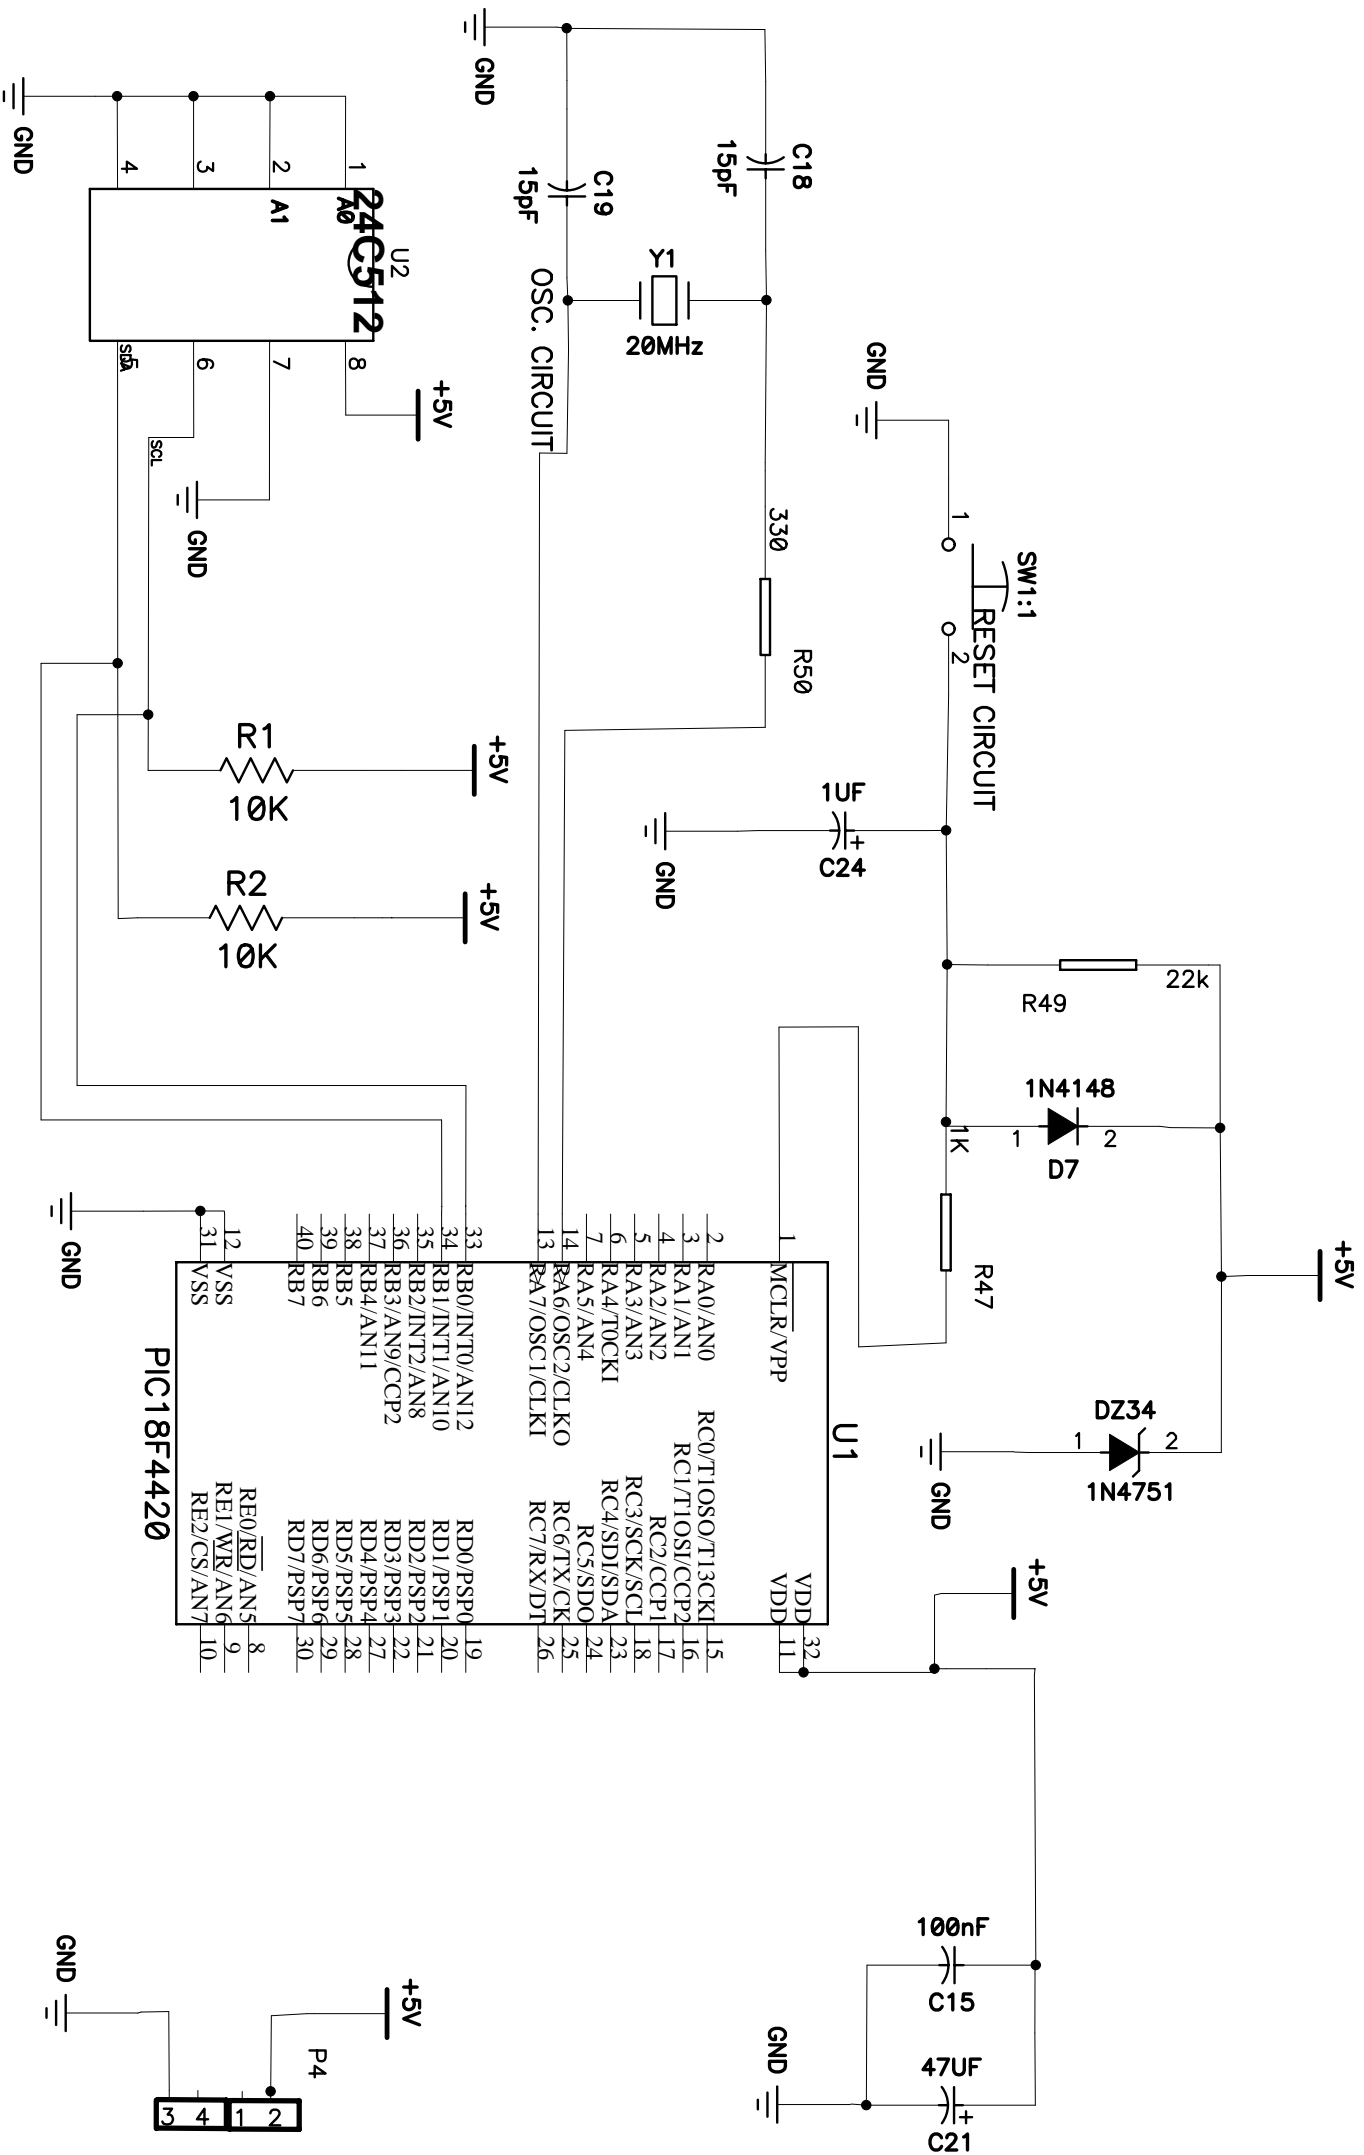 GND
C18
15pF
C19
15pF
Y1
20MHz
OSC. CIRCUIT
330
R50
GND
1
2
3
4
A0
A1
24C512
U2
SDA
5
6
7
8
SCL
+5V
GND
GND
1
2
SW1:1
RESET CIRCUIT
1UF
C24
GND
R1
10K
+5V
R2
10K
+5V
22k
R49
1N4148
1
2
D7
1K
R47
+5V
DZ34
1
2
1N4751
GND
U1
PIC18F4420
1
MCLR/VPP
2
RA0/AN0
3
RA1/AN1
4
RA2/AN2
5
RA3/AN3
6
RA4/T0CKI
7
RA5/AN4
14
RA6/OSC2/CLKO
13
RA7/OSC1/CLKI
33
RB0/INT0/AN12
34
RB1/INT1/AN10
35
RB2/INT2/AN8
36
RB3/AN9/CCP2
37
RB4/AN11
38
RB5
39
RB6
40
RB7
12
VSS
31
VSS
GND
VDD
32
VDD
11
RC0/T1OSO/T13CKI
15
RC1/T1OSI/CCP2
16
RC2/CCP1
17
RC3/SCK/SCL
18
RC4/SDI/SDA
23
RC5/SDO
24
RC6/TX/CK
25
RC7/RX/DT
26
RD0/PSP0
19
RD1/PSP1
20
RD2/PSP2
21
RD3/PSP3
22
RD4/PSP4
27
RD5/PSP5
28
RD6/PSP6
29
RD7/PSP7
30
RE0/RD/AN5
8
RE1/WR/AN6
9
RE2/CS/AN7
10
+5V
100nF
C15
47UF
C21
GND
+5V
P4
GND
3 4 1 2